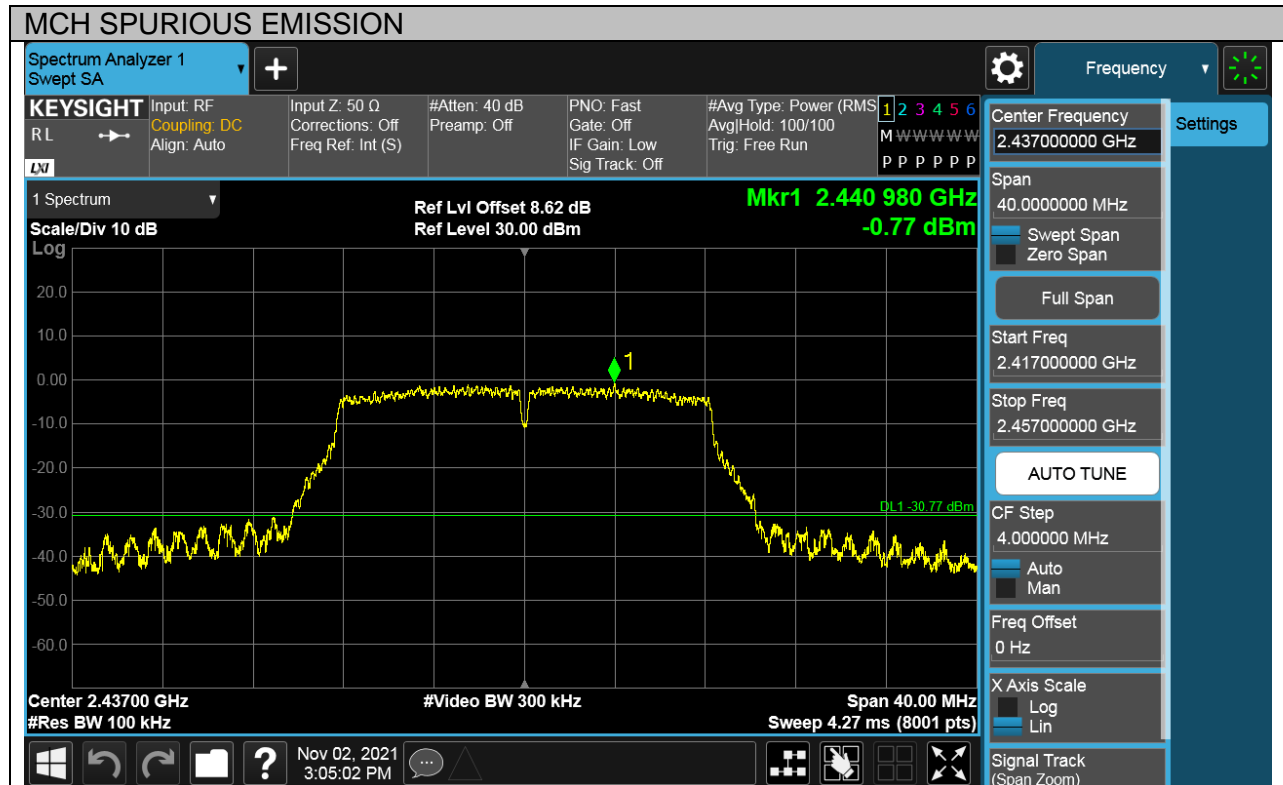 MCH SPURIOUS EMISSION
Spectrum Analyzer 1
Swept SA
Frequency
KEYSIGHT
RL
LXI
Input: RF
Coupling: DC
Align: Auto
Input Z: 50 Ω
Corrections: Off
Freq Ref: Int (S)
#Atten: 40 dB
Preamp: Off
PNO: Fast
Gate: Off
IF Gain: Low
Sig Track: Off
#Avg Type: Power (RMS
Avg|Hold: 100/100
Trig: Free Run
1 2 3 4 5 6
M W W W W W
P P P P P P
1 Spectrum
Scale/Div 10 dB
Log
Ref Lvl Offset 8.62 dB
Ref Level 30.00 dBm
Mkr1 2.440 980 GHz
-0.77 dBm
20.0
10.0
0.00
-10.0
-20.0
-30.0
-40.0
-50.0
-60.0
1
DL1 -30.77 dBm
Center 2.43700 GHz
#Res BW 100 kHz
#Video BW 300 kHz
Span 40.00 MHz
Sweep 4.27 ms (8001 pts)
Center Frequency
2.437000000 GHz
Settings
Span
40.0000000 MHz
Swept Span
Zero Span
Full Span
Start Freq
2.417000000 GHz
Stop Freq
2.457000000 GHz
AUTO TUNE
CF Step
4.000000 MHz
Auto
Man
Freq Offset
0 Hz
X Axis Scale
Log
Lin
Signal Track
(Span Zoom)
?
Nov 02, 2021
3:05:02 PM